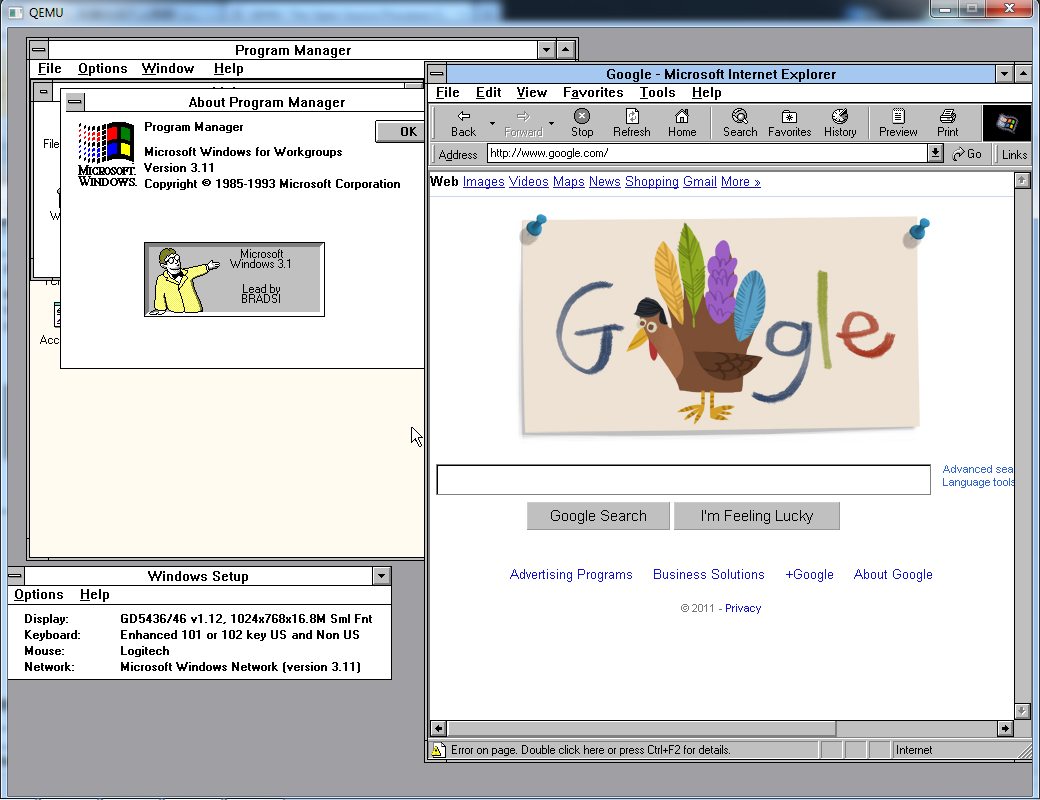 QEMU
Program Manager
File Options Window Help
About Program Manager
Program Manager
OK
Microsoft Windows for Workgroups
Version 3.11
Copyright © 1985-1993 Microsoft Corporation
MICROSOFT.
WINDOWS.
Microsoft
Windows 3.1
Lead by
BRADSI
File
W
Acc
Windows Setup
Options Help
Display: GD5436/46 v1.12, 1024x768x16.8M Sml Fnt
Keyboard: Enhanced 101 or 102 key US and Non US
Mouse: Logitech
Network: Microsoft Windows Network (version 3.11)
Google - Microsoft Internet Explorer
File Edit View Favorites Tools Help
Back Forward Stop Refresh Home Search Favorites History Preview Print
Address http://www.google.com/ Go Links
Web Images Videos Maps News Shopping Gmail More »
Google
Advanced sea
Language tools
Google Search I'm Feeling Lucky
Advertising Programs Business Solutions +Google About Google
© 2011 - Privacy
Error on page. Double click here or press Ctrl+F2 for details. Internet